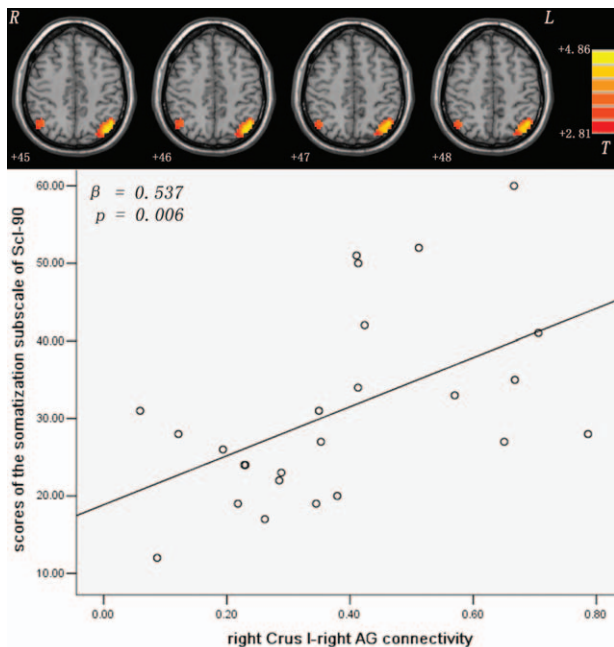 R L
+4.86
+2.81
T
+45 +46 +47 +48
β = 0.537
p = 0.006
scores of the somatization subscale of Scl-90
60.00
50.00
40.00
30.00
20.00
10.00
0.00 0.20 0.40 0.60 0.80
right Crus I-right AG connectivity